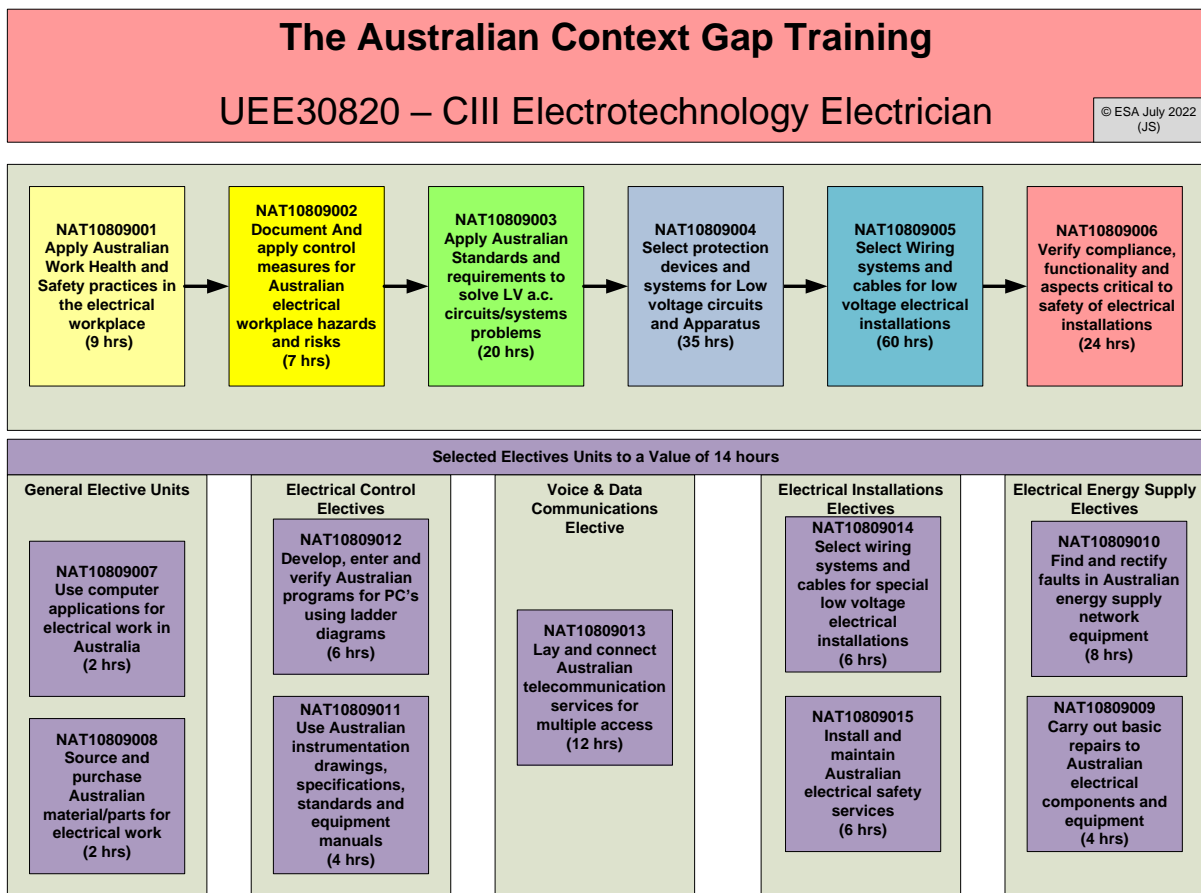 The Australian Context Gap Training
UEE30820 – CIII Electrotechnology Electrician
© ESA July 2022
(JS)
NAT10809001
Apply Australian
Work Health and
Safety practices in
the electrical
workplace
(9 hrs)
NAT10809002
Document And
apply control
measures for
Australian
electrical
workplace hazards
and risks
(7 hrs)
NAT10809003
Apply Australian
Standards and
requirements to
solve LV a.c.
circuits/systems
problems
(20 hrs)
NAT10809004
Select protection
devices and
systems for Low
voltage circuits
and Apparatus
(35 hrs)
NAT10809005
Select Wiring
systems and
cables for low
voltage electrical
installations
(60 hrs)
NAT10809006
Verify compliance,
functionality and
aspects critical to
safety of electrical
installations
(24 hrs)
Selected Electives Units to a Value of 14 hours
General Elective Units
NAT10809007
Use computer
applications for
electrical work in
Australia
(2 hrs)
NAT10809008
Source and
purchase
Australian
material/parts for
electrical work
(2 hrs)
Electrical Control
Electives
NAT10809012
Develop, enter and
verify Australian
programs for PC's
using ladder
diagrams
(6 hrs)
NAT10809011
Use Australian
instrumentation
drawings,
specifications,
standards and
equipment
manuals
(4 hrs)
Voice & Data
Communications
Elective
NAT10809013
Lay and connect
Australian
telecommunication
services for
multiple access
(12 hrs)
Electrical Installations
Electives
NAT10809014
Select wiring
systems and
cables for special
low voltage
electrical
installations
(6 hrs)
NAT10809015
Install and
maintain
Australian
electrical safety
services
(6 hrs)
Electrical Energy Supply
Electives
NAT10809010
Find and rectify
faults in Australian
energy supply
network
equipment
(8 hrs)
NAT10809009
Carry out basic
repairs to
Australian
electrical
components and
equipment
(4 hrs)